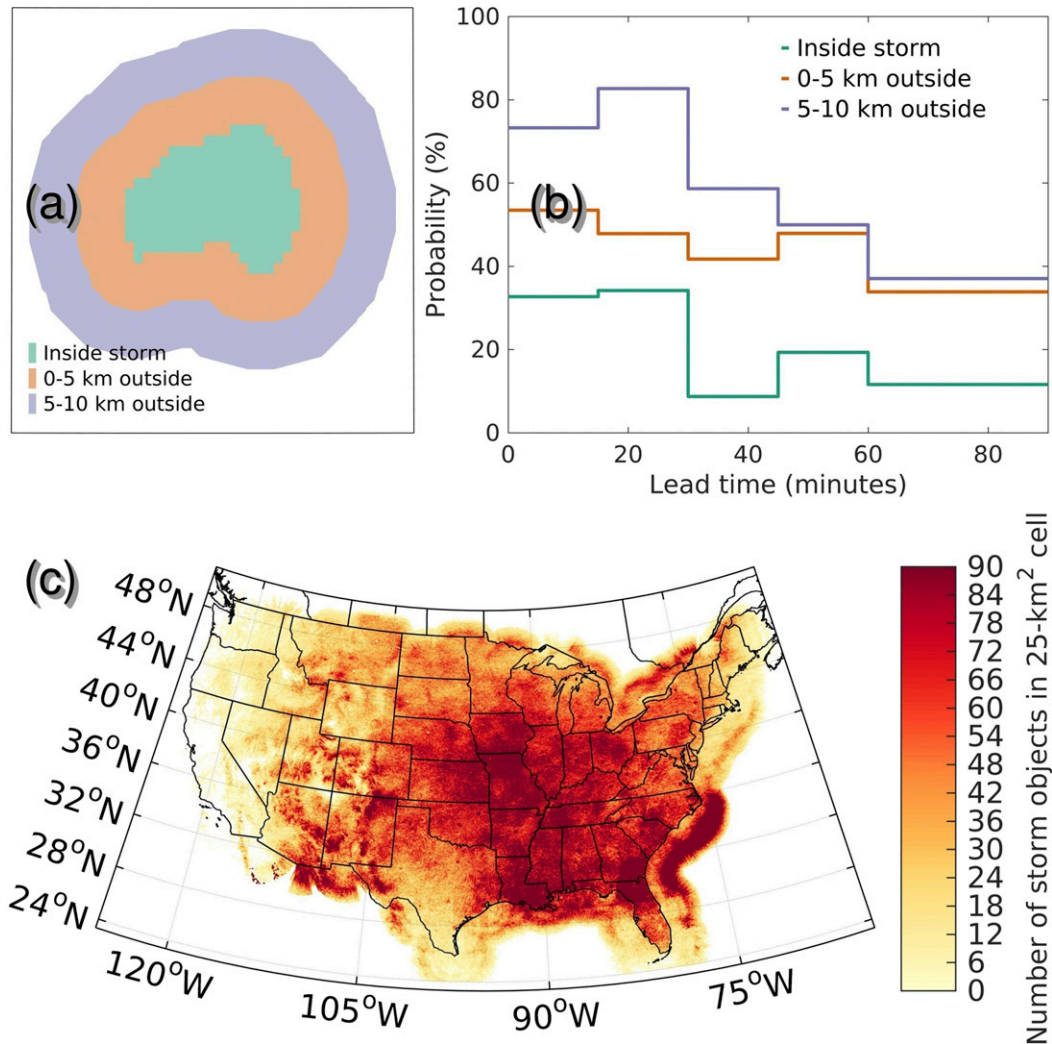 (a)
Inside storm
0-5 km outside
5-10 km outside
(b)
Probability (%)
100
80
60
40
20
0
Inside storm
0-5 km outside
5-10 km outside
0 20 40 60 80
Lead time (minutes)
(c)
48°N
44°N
40°N
36°N
32°N
28°N
24°N
120°W
105°W
90°W
75°W
90
84
78
72
66
60
54
48
42
36
30
24
18
12
6
0
Number of storm objects in 25-km² cell